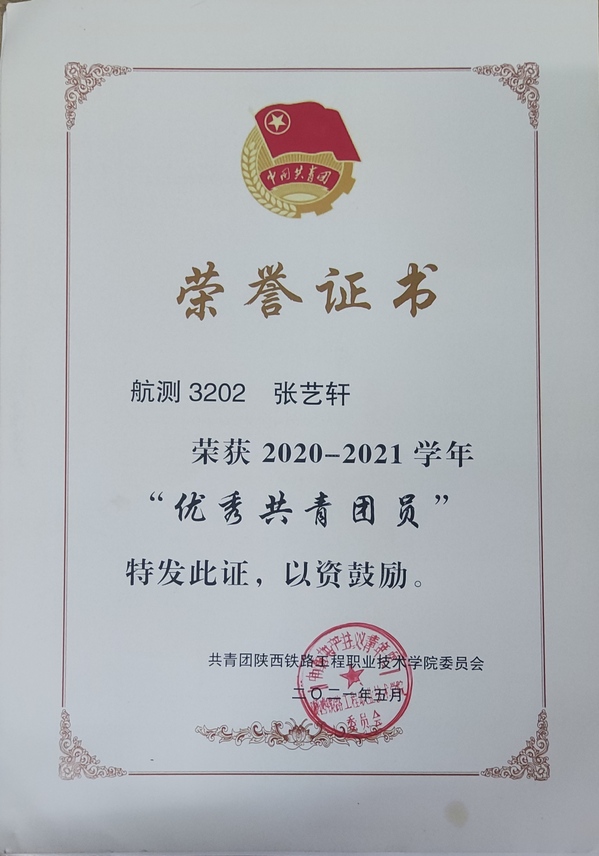 中国共青团
荣誉证书
航测 3202 张艺轩
荣获 2020-2021 学年
“优秀共青团员”
特发此证，以资鼓励。
共青团陕西铁路工程职业技术学院委员会
二〇二一年五月
委员会